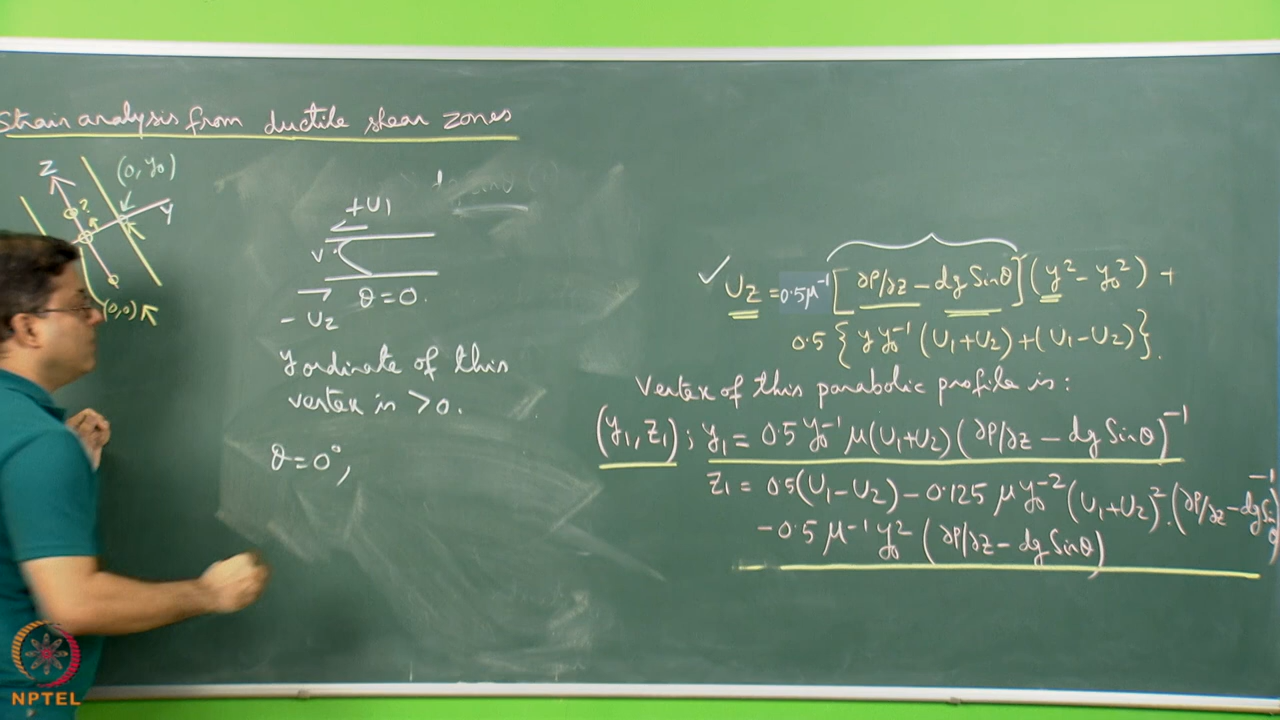 Strain analysis from ductile shear zones
Z
(0, y₀)
?
Y
(0,0)
+U1
V
θ=0.
- U2
y ordinate of this
vertex is >0.
θ=0°,
✓ Uz = 0.5μ⁻¹[∂P/∂z - dg Sinθ](y² - y₀²) +
0.5 {y y₀⁻¹ (U1+U2) + (U1-U2)}.
Vertex of this parabolic profile is:
(y₁, z₁) ; y₁ = 0.5 y₀⁻¹ μ(U1+U2)(∂P/∂z - dg Sinθ)⁻¹
z₁ = 0.5(U1-U2) - 0.125 μ y₀⁻² (U1+U2)².(∂P/∂z - dg Sinθ)⁻¹
-0.5 μ⁻¹ y₀² (∂P/∂z - dg Sinθ)
NPTEL